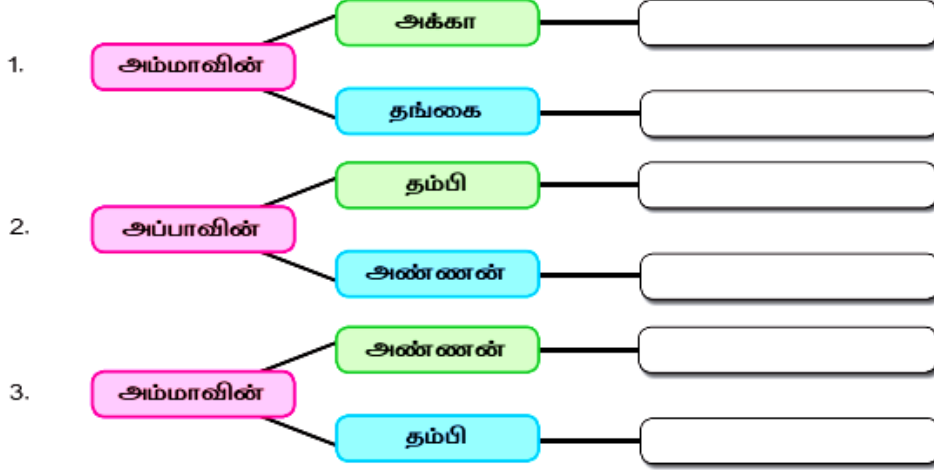 அக்கா
1. அம்மாவின்
தங்கை
தம்பி
2. அப்பாவின்
அண்ணன்
அண்ணன்
3. அம்மாவின்
தம்பி